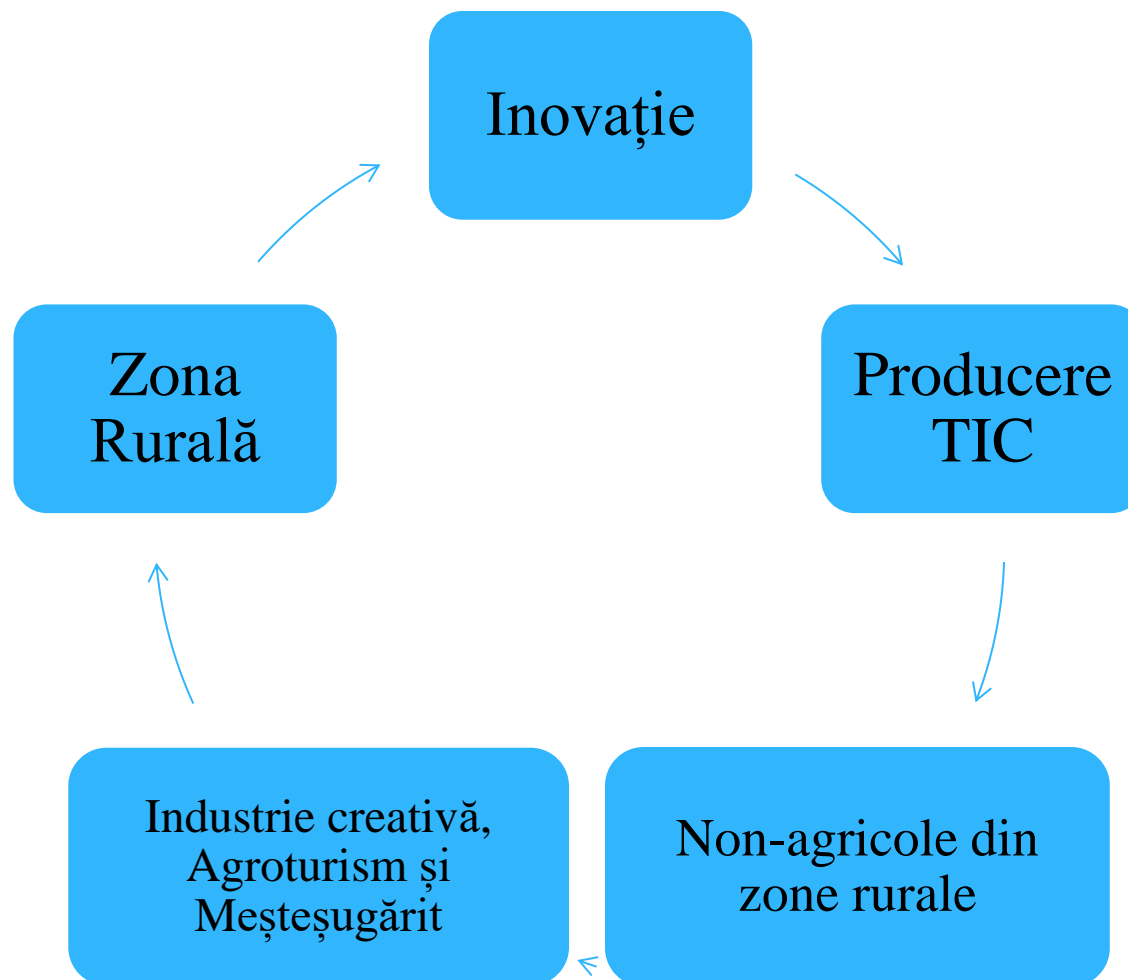 Inovație
Producere
TIC
Non-agricole din
zone rurale
Industrie creativă,
Agroturism și
Meșteșugărit
Zona
Rurală